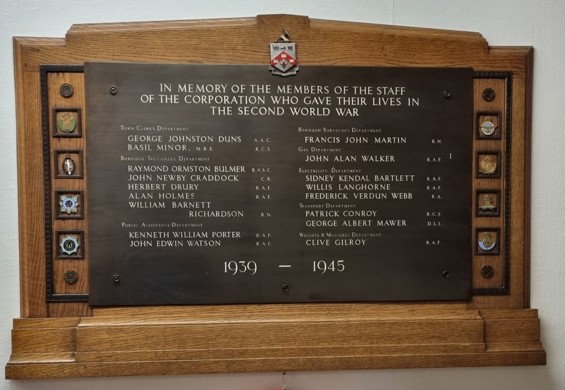 IN MEMORY OF THE MEMBERS OF THE STAFF
OF THE CORPORATION WHO GAVE THEIR LIVES IN
THE SECOND WORLD WAR
TOWN CLERKS DEPARTMENT
GEORGE JOHNSTON DUNS
BASIL MINOR, M.B.E. R.C.S.
BOROUGH TREASURERS DEPARTMENT
RAYMOND ORMSTON BULMER R.A.S.C.
JOHN NEWBY CRADDOCK
HERBERT DRURY R.A.F.
ALAN HOLMES R.A.F.
WILLIAM BARNETT
RICHARDSON R.N.
PUBLIC ASSISTANCE DEPARTMENT
KENNETH WILLIAM PORTER R.A.F.
JOHN EDWIN WATSON R.A.F.
BOROUGH SURVEYORS DEPARTMENT
FRANCIS JOHN MARTIN R.N.
GAS DEPARTMENT
JOHN ALAN WALKER R.A.F.
ELECTRICITY DEPARTMENT
SIDNEY KENDAL BARTLETT R.A.F.
WILLIS LANGHORNE R.A.F.
FREDERICK VERDUN WEBB R.A.
TRANSPORT DEPARTMENT
PATRICK CONROY R.C.S.
GEORGE ALBERT MAWER D.L.I.
WEIGHTS & MEASURES DEPARTMENT
CLIVE GILROY R.A.F.
1939 — 1945